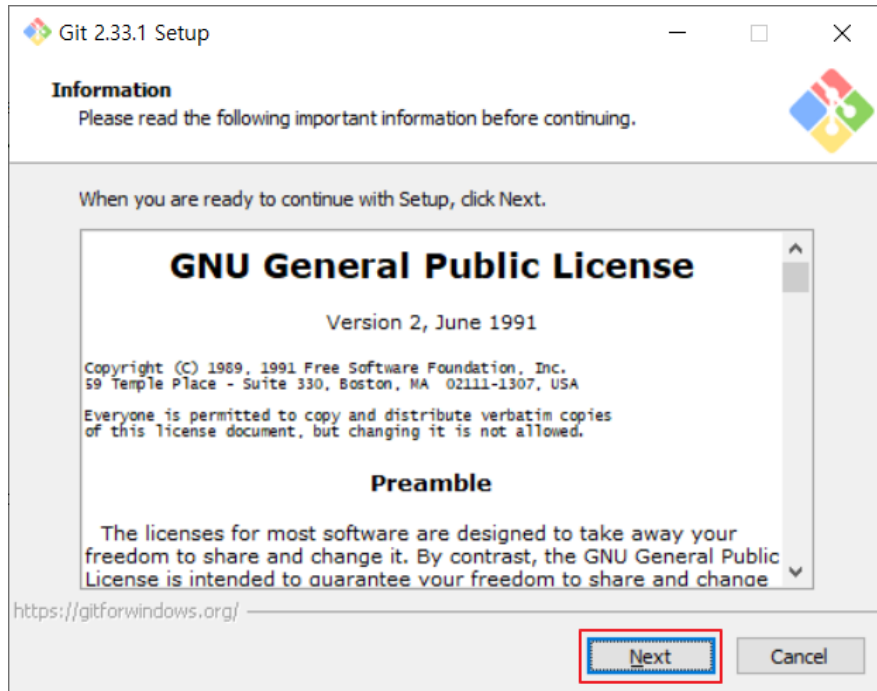 Git 2.33.1 Setup
Information
Please read the following important information before continuing.
When you are ready to continue with Setup, click Next.
GNU General Public License
Version 2, June 1991
Copyright (C) 1989, 1991 Free Software Foundation, Inc.
59 Temple Place - Suite 330, Boston, MA  02111-1307, USA
Everyone is permitted to copy and distribute verbatim copies
of this license document, but changing it is not allowed.
Preamble
The licenses for most software are designed to take away your
freedom to share and change it. By contrast, the GNU General Public
License is intended to guarantee your freedom to share and change
https://gitforwindows.org/
Next
Cancel